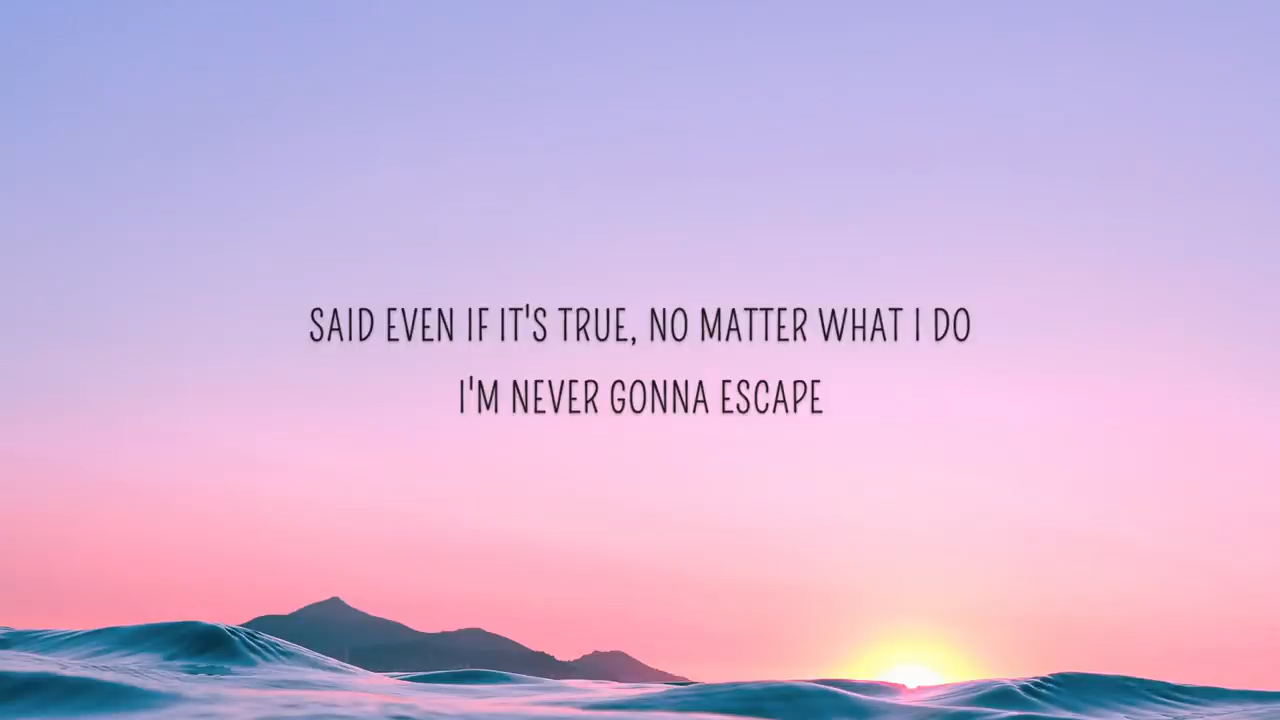 SAID EVEN IF IT'S TRUE, NO MATTER WHAT I DO
I'M NEVER GONNA ESCAPE